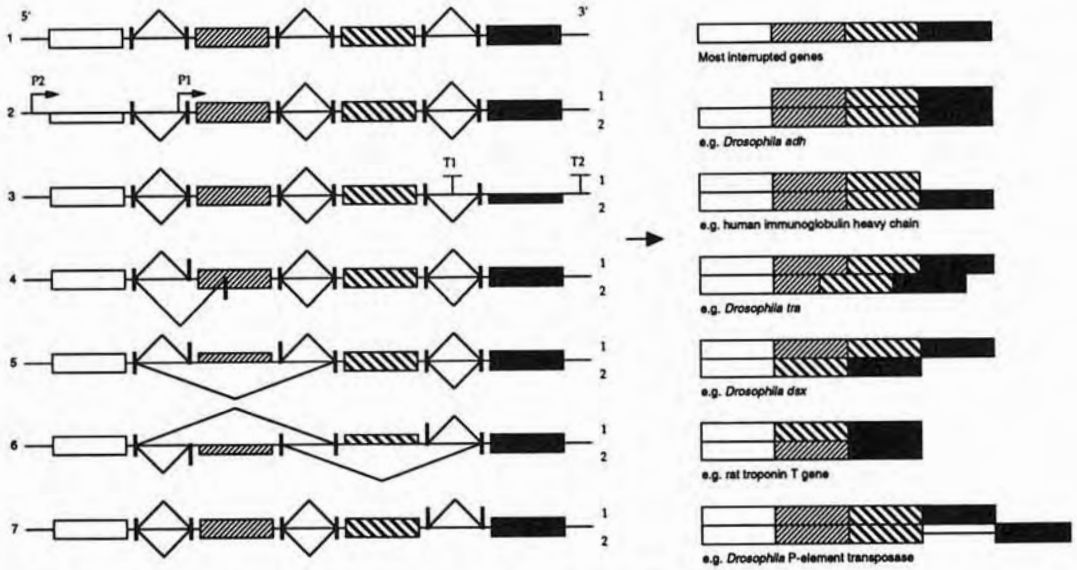 5' 3'
1
Most interrupted genes
P2 P1
2 1
2
e.g. Drosophila adh
T1 T2
3 1
2
e.g. human immunoglobulin heavy chain
4 1
2
e.g. Drosophila tra
5 1
2
e.g. Drosophila dsx
6 1
2
e.g. rat troponin T gene
7 1
2
e.g. Drosophila P-element transposase